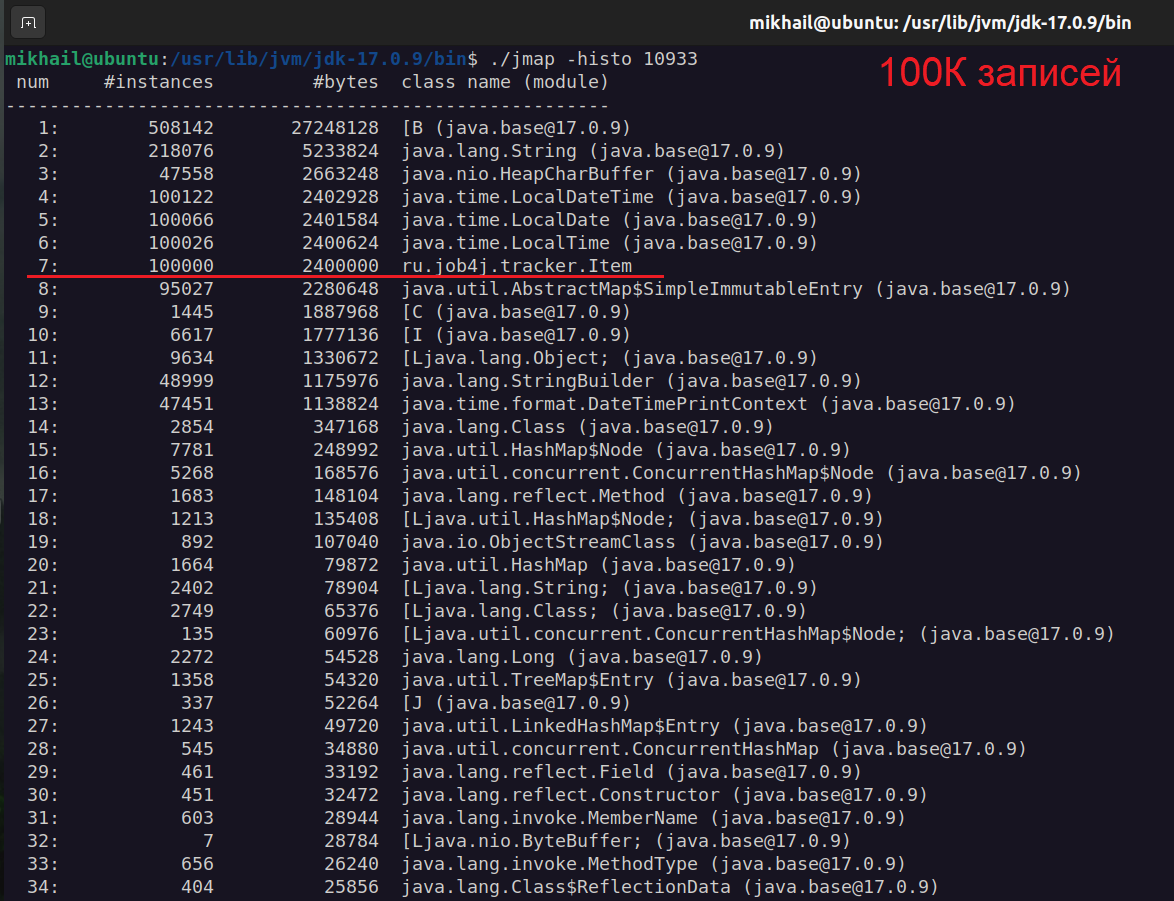 mikhail@ubuntu: /usr/lib/jvm/jdk-17.0.9/bin
mikhail@ubuntu:/usr/lib/jvm/jdk-17.0.9/bin$ ./jmap -histo 10933
100К записей
num #instances #bytes class name (module)
-------------------------------------------------------
1: 508142 27248128 [B (java.base@17.0.9)
2: 218076 5233824 java.lang.String (java.base@17.0.9)
3: 47558 2663248 java.nio.HeapCharBuffer (java.base@17.0.9)
4: 100122 2402928 java.time.LocalDateTime (java.base@17.0.9)
5: 100066 2401584 java.time.LocalDate (java.base@17.0.9)
6: 100026 2400624 java.time.LocalTime (java.base@17.0.9)
7: 100000 2400000 ru.job4j.tracker.Item
8: 95027 2280648 java.util.AbstractMap$SimpleImmutableEntry (java.base@17.0.9)
9: 1445 1887968 [C (java.base@17.0.9)
10: 6617 1777136 [I (java.base@17.0.9)
11: 9634 1330672 [Ljava.lang.Object; (java.base@17.0.9)
12: 48999 1175976 java.lang.StringBuilder (java.base@17.0.9)
13: 47451 1138824 java.time.format.DateTimePrintContext (java.base@17.0.9)
14: 2854 347168 java.lang.Class (java.base@17.0.9)
15: 7781 248992 java.util.HashMap$Node (java.base@17.0.9)
16: 5268 168576 java.util.concurrent.ConcurrentHashMap$Node (java.base@17.0.9)
17: 1683 148104 java.lang.reflect.Method (java.base@17.0.9)
18: 1213 135408 [Ljava.util.HashMap$Node; (java.base@17.0.9)
19: 892 107040 java.io.ObjectStreamClass (java.base@17.0.9)
20: 1664 79872 java.util.HashMap (java.base@17.0.9)
21: 2402 78904 [Ljava.lang.String; (java.base@17.0.9)
22: 2749 65376 [Ljava.lang.Class; (java.base@17.0.9)
23: 135 60976 [Ljava.util.concurrent.ConcurrentHashMap$Node; (java.base@17.0.9)
24: 2272 54528 java.lang.Long (java.base@17.0.9)
25: 1358 54320 java.util.TreeMap$Entry (java.base@17.0.9)
26: 337 52264 [J (java.base@17.0.9)
27: 1243 49720 java.util.LinkedHashMap$Entry (java.base@17.0.9)
28: 545 34880 java.util.concurrent.ConcurrentHashMap (java.base@17.0.9)
29: 461 33192 java.lang.reflect.Field (java.base@17.0.9)
30: 451 32472 java.lang.reflect.Constructor (java.base@17.0.9)
31: 603 28944 java.lang.invoke.MemberName (java.base@17.0.9)
32: 7 28784 [Ljava.nio.ByteBuffer; (java.base@17.0.9)
33: 656 26240 java.lang.invoke.MethodType (java.base@17.0.9)
34: 404 25856 java.lang.Class$ReflectionData (java.base@17.0.9)